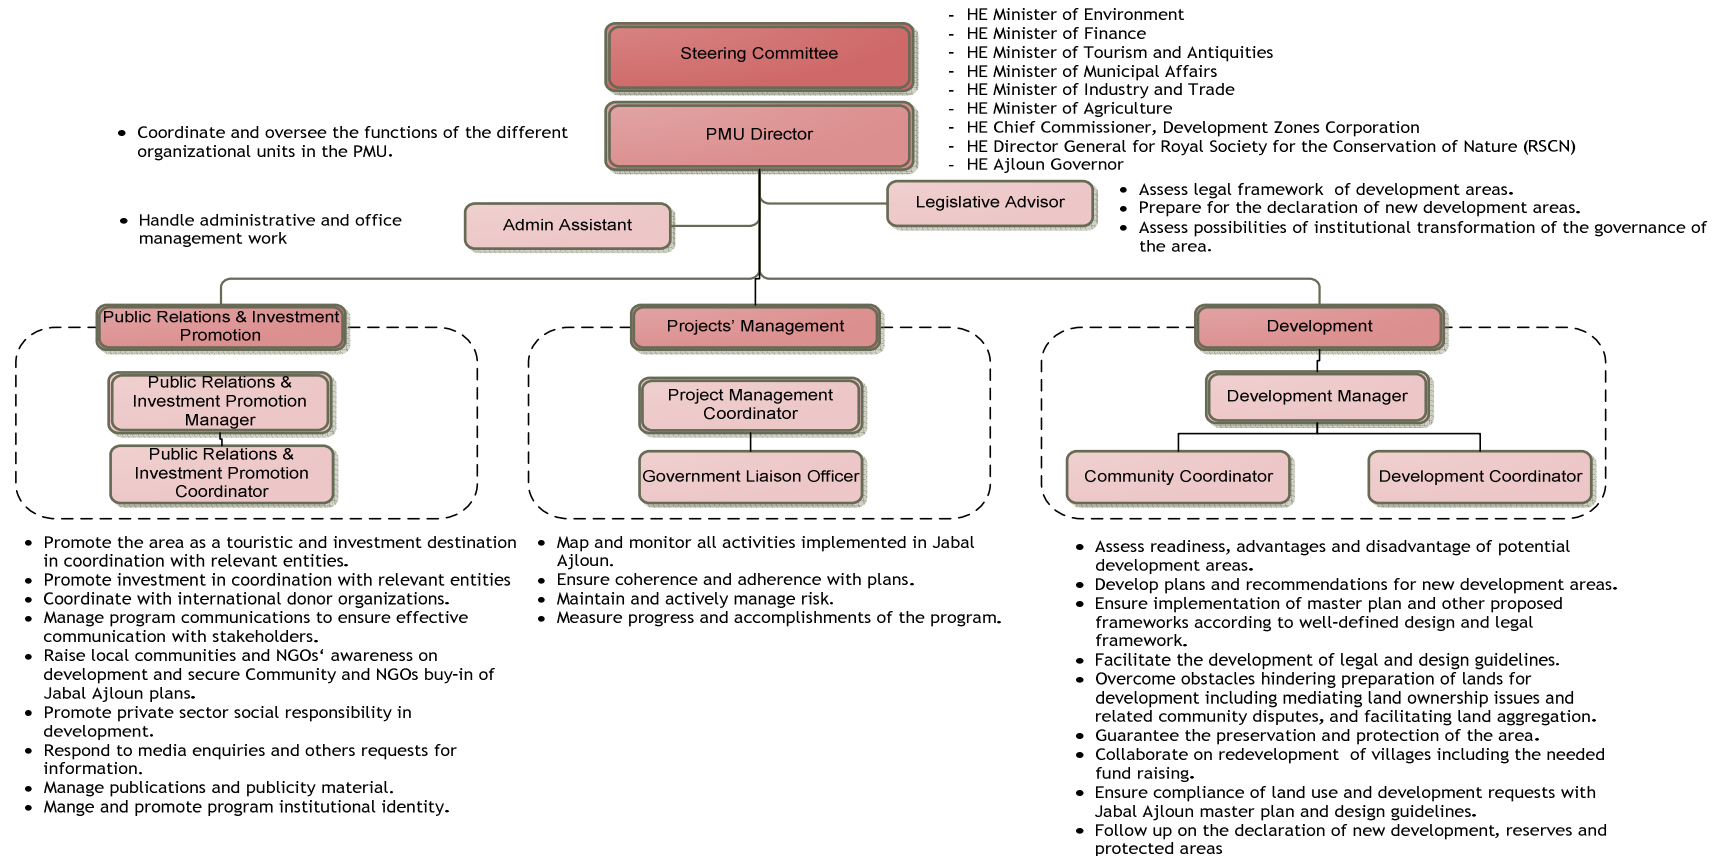 Steering Committee
- HE Minister of Environment
- HE Minister of Finance
- HE Minister of Tourism and Antiquities
- HE Minister of Municipal Affairs
- HE Minister of Industry and Trade
- HE Minister of Agriculture
- HE Chief Commissioner, Development Zones Corporation
- HE Director General for Royal Society for the Conservation of Nature (RSCN)
- HE Ajloun Governor
PMU Director
• Coordinate and oversee the functions of the different
organizational units in the PMU.
Legislative Advisor
• Assess legal framework of development areas.
• Prepare for the declaration of new development areas.
• Assess possibilities of institutional transformation of the governance of
the area.
• Handle administrative and office
management work
Admin Assistant
Public Relations & Investment
Promotion
Public Relations &
Investment Promotion
Manager
Public Relations &
Investment Promotion
Coordinator
• Promote the area as a touristic and investment destination
in coordination with relevant entities.
• Promote investment in coordination with relevant entities
• Coordinate with international donor organizations.
• Manage program communications to ensure effective
communication with stakeholders.
• Raise local communities and NGOs‘ awareness on
development and secure Community and NGOs buy-in of
Jabal Ajloun plans.
• Promote private sector social responsibility in
development.
• Respond to media enquiries and others requests for
information.
• Manage publications and publicity material.
• Mange and promote program institutional identity.
Projects’ Management
Project Management
Coordinator
Government Liaison Officer
• Map and monitor all activities implemented in Jabal
Ajloun.
• Ensure coherence and adherence with plans.
• Maintain and actively manage risk.
• Measure progress and accomplishments of the program.
Development
Development Manager
Community Coordinator
Development Coordinator
• Assess readiness, advantages and disadvantage of potential
development areas.
• Develop plans and recommendations for new development areas.
• Ensure implementation of master plan and other proposed
frameworks according to well-defined design and legal
framework.
• Facilitate the development of legal and design guidelines.
• Overcome obstacles hindering preparation of lands for
development including mediating land ownership issues and
related community disputes, and facilitating land aggregation.
• Guarantee the preservation and protection of the area.
• Collaborate on redevelopment of villages including the needed
fund raising.
• Ensure compliance of land use and development requests with
Jabal Ajloun master plan and design guidelines.
• Follow up on the declaration of new development, reserves and
protected areas